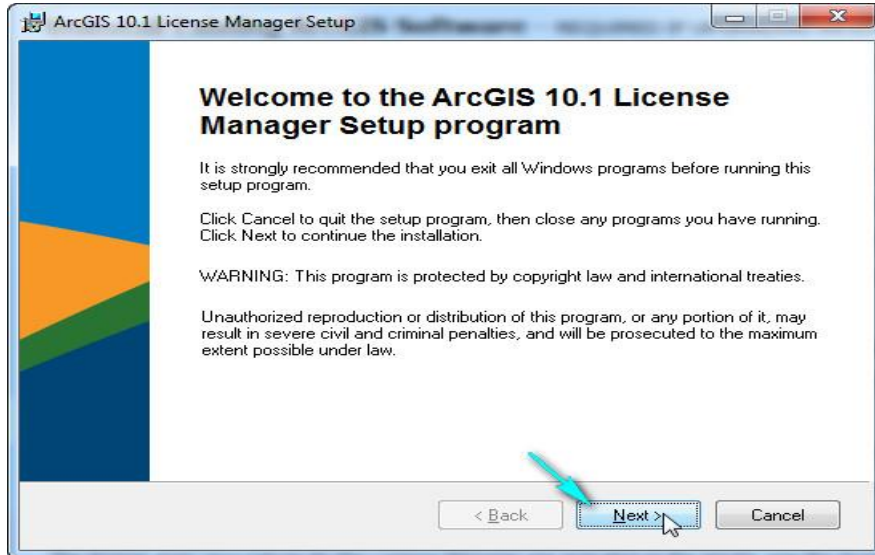 ArcGIS 10.1 License Manager Setup
Welcome to the ArcGIS 10.1 License
Manager Setup program
It is strongly recommended that you exit all Windows programs before running this
setup program.
Click Cancel to quit the setup program, then close any programs you have running.
Click Next to continue the installation.
WARNING: This program is protected by copyright law and international treaties.
Unauthorized reproduction or distribution of this program, or any portion of it, may
result in severe civil and criminal penalties, and will be prosecuted to the maximum
extent possible under law.
< Back Next > Cancel